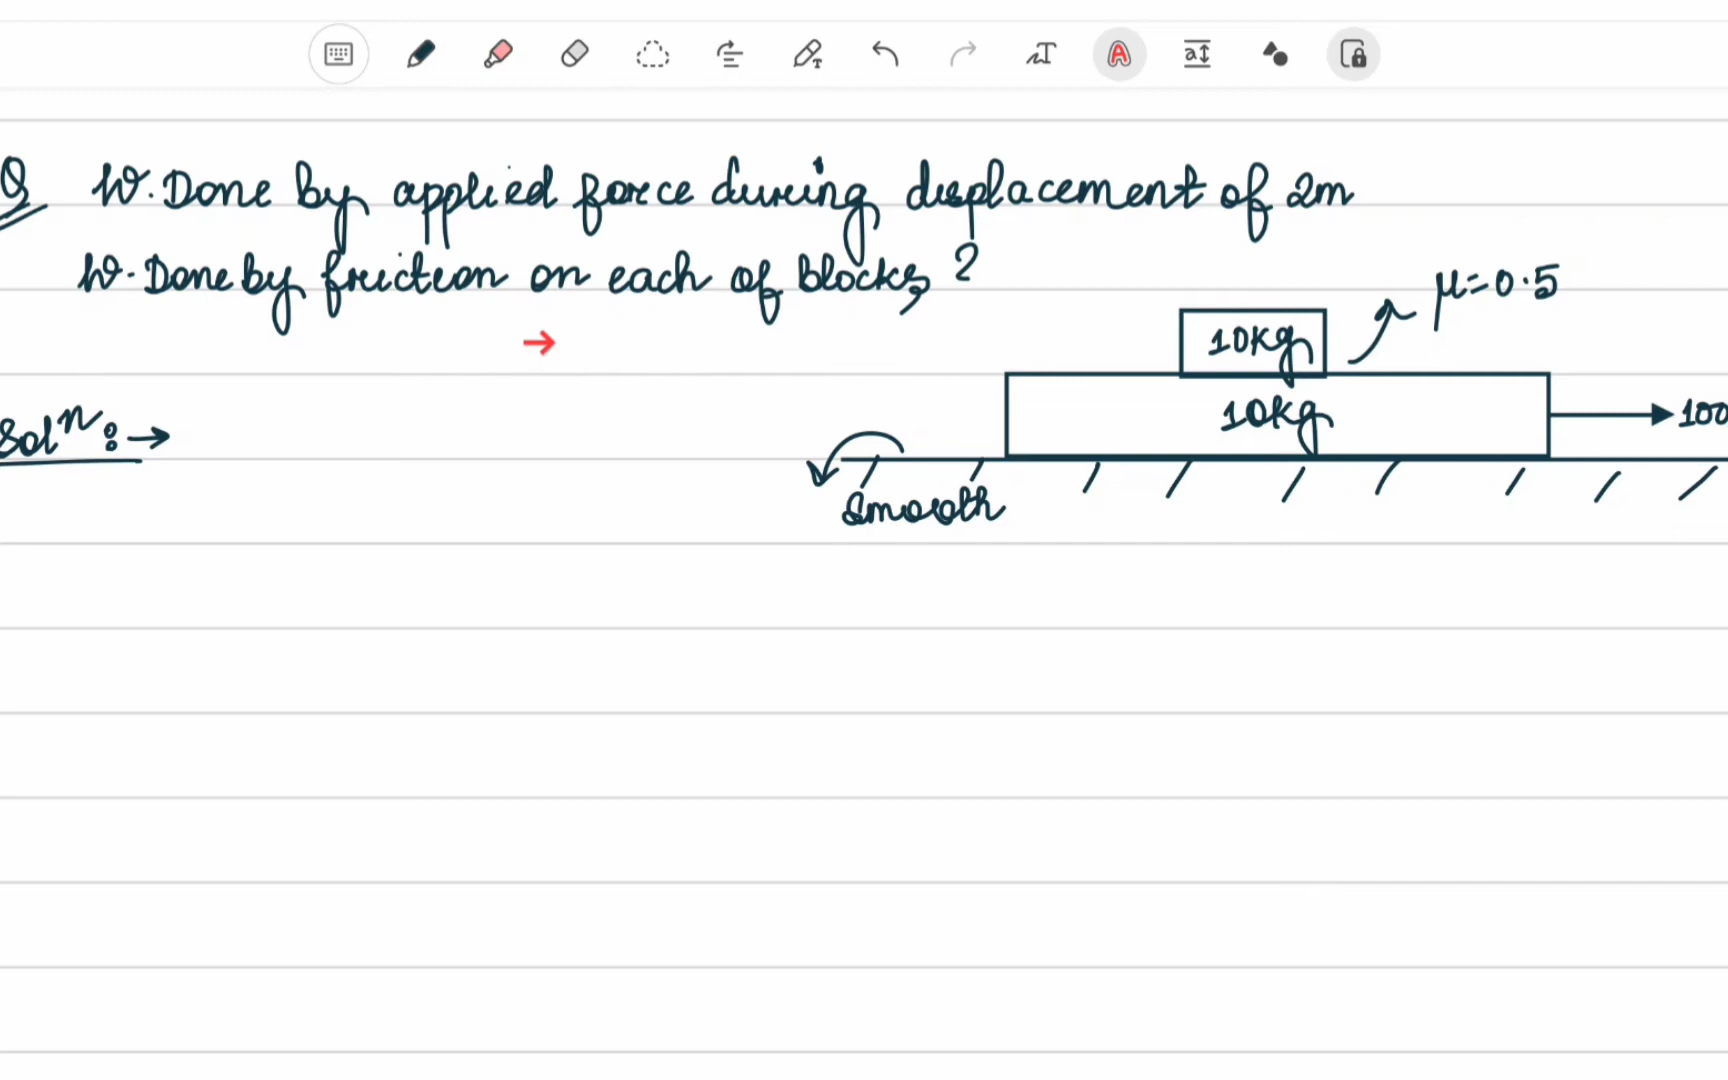 Q W. Done by applied force during displacement of 2m
W. Done by friction on each of blocks ?
μ=0.5
10Kg
10Kg
100
Solⁿ :→
Smooth